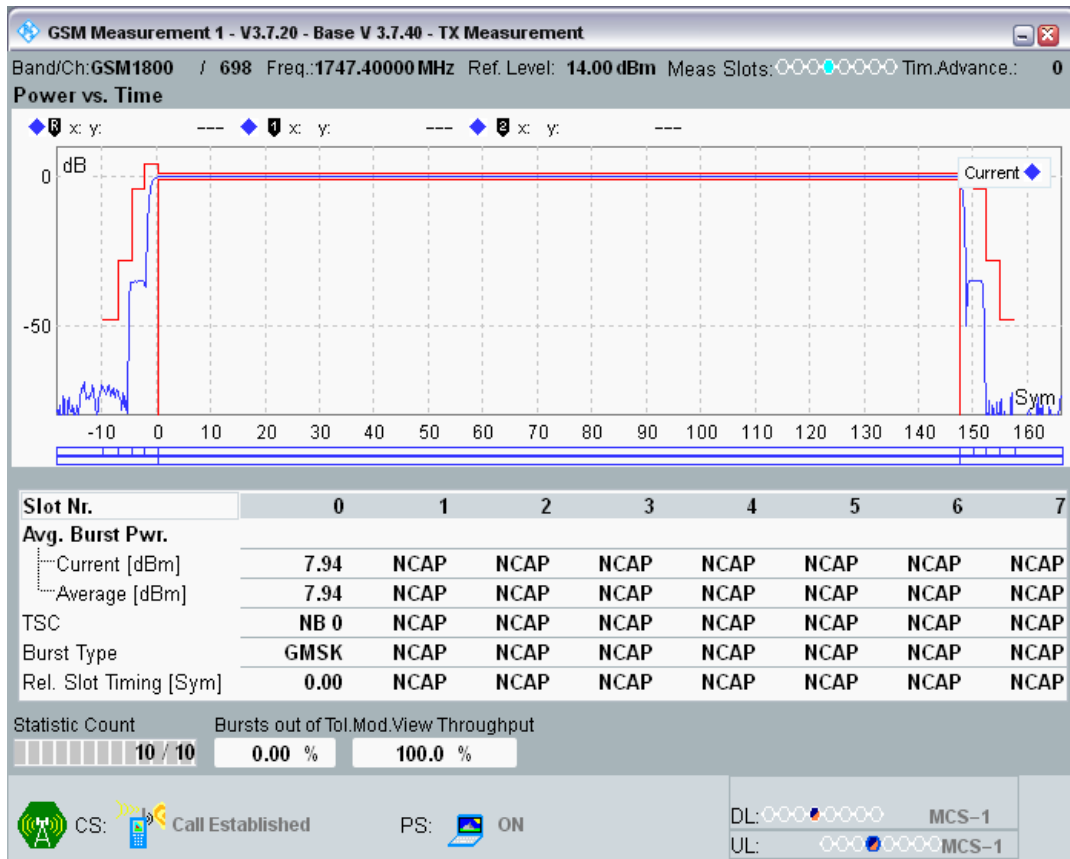 GSM Measurement 1 - V3.7.20 - Base V 3.7.40 - TX Measurement
Band/Ch:GSM1800 / 698 Freq.:1747.40000 MHz Ref. Level: 14.00 dBm Meas Slots: Tim.Advance.: 0
Power vs. Time
R x: y: --- 1 x: y: --- 2 x: y: ---
dB
Current
0
-50
Sym
-10 0 10 20 30 40 50 60 70 80 90 100 110 120 130 140 150 160
Slot Nr. 0 1 2 3 4 5 6 7
Avg. Burst Pwr.
Current [dBm] 7.94 NCAP NCAP NCAP NCAP NCAP NCAP NCAP
Average [dBm] 7.94 NCAP NCAP NCAP NCAP NCAP NCAP NCAP
TSC NB 0 NCAP NCAP NCAP NCAP NCAP NCAP NCAP
Burst Type GMSK NCAP NCAP NCAP NCAP NCAP NCAP NCAP
Rel. Slot Timing [Sym] 0.00 NCAP NCAP NCAP NCAP NCAP NCAP NCAP
Statistic Count Bursts out of Tol.Mod.View Throughput
10 / 10 0.00 % 100.0 %
CS: Call Established PS: ON DL: MCS-1
UL: MCS-1